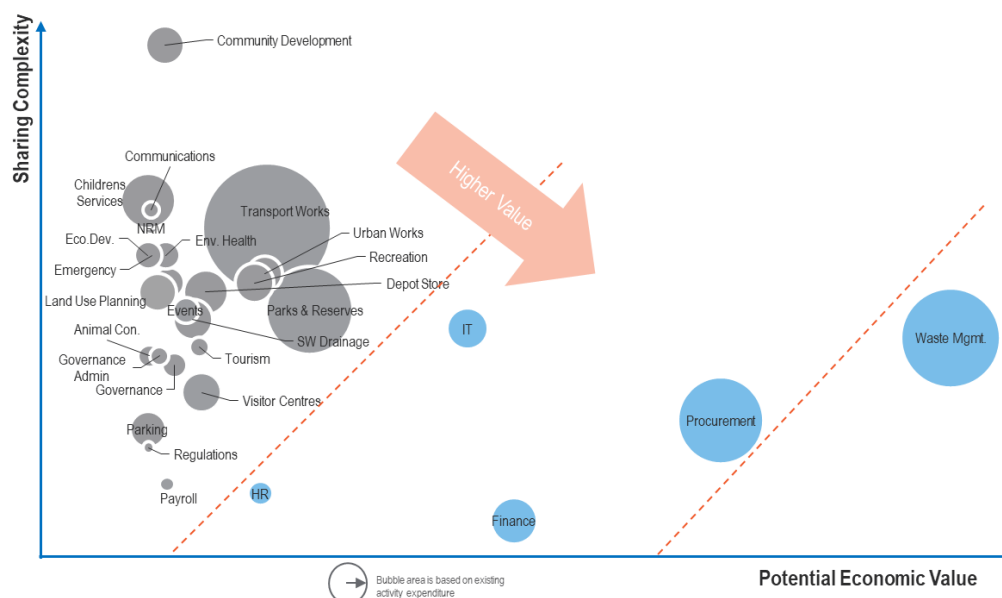 Sharing Complexity
Community Development
Communications
Childrens
Services
NRM
Transport Works
Higher Value
Eco.Dev.
Env. Health
Urban Works
Emergency
Recreation
Depot Store
Land Use Planning
Events
Parks & Reserves
IT
Animal Con.
SW Drainage
Waste Mgmt.
Governance
Admin
Tourism
Governance
Visitor Centres
Procurement
Parking
Regulations
Payroll
HR
Finance
Bubble area is based on existing
activity expenditure
Potential Economic Value